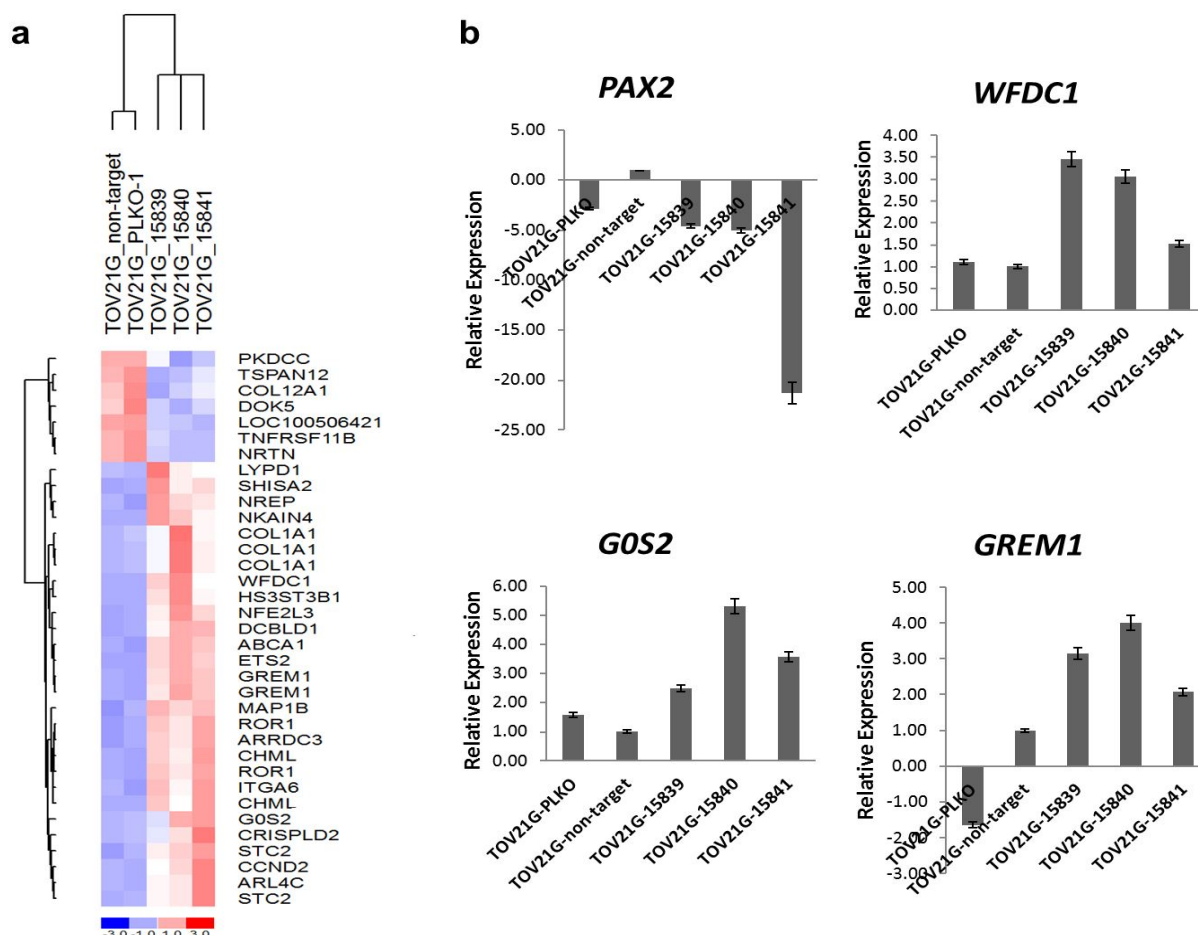 a
TOV21G_non-target
TOV21G_PLKO-1
TOV21G_15839
TOV21G_15840
TOV21G_15841
PKDCC
TSPAN12
COL12A1
DOK5
LOC100506421
TNFRSF11B
NRTN
LYPD1
SHISA2
NREP
NKAIN4
COL1A1
COL1A1
COL1A1
WFDC1
HS3ST3B1
NFE2L3
DCBLD1
ABCA1
ETS2
GREM1
GREM1
MAP1B
ROR1
ARRDC3
CHML
ROR1
ITGA6
CHML
G0S2
CRISPLD2
STC2
CCND2
ARL4C
STC2
-3.0 -1.0 1.0 3.0
b
PAX2
Relative Expression
5.00
0.00
-5.00
-10.00
-15.00
-20.00
-25.00
TOV21G-PLKO
TOV21G-non-target
TOV21G-15839
TOV21G-15840
TOV21G-15841
WFDC1
Relative Expression
4.00
3.50
3.00
2.50
2.00
1.50
1.00
0.50
0.00
TOV21G-PLKO
TOV21G-non-target
TOV21G-15839
TOV21G-15840
TOV21G-15841
G0S2
Relative Expression
6.00
5.00
4.00
3.00
2.00
1.00
0.00
TOV21G-PLKO
TOV21G-non-target
TOV21G-15839
TOV21G-15840
TOV21G-15841
GREM1
Relative Expression
5.00
4.00
3.00
2.00
1.00
0.00
-1.00
-2.00
-3.00
TOV21G-PLKO
TOV21G-non-target
TOV21G-15839
TOV21G-15840
TOV21G-15841